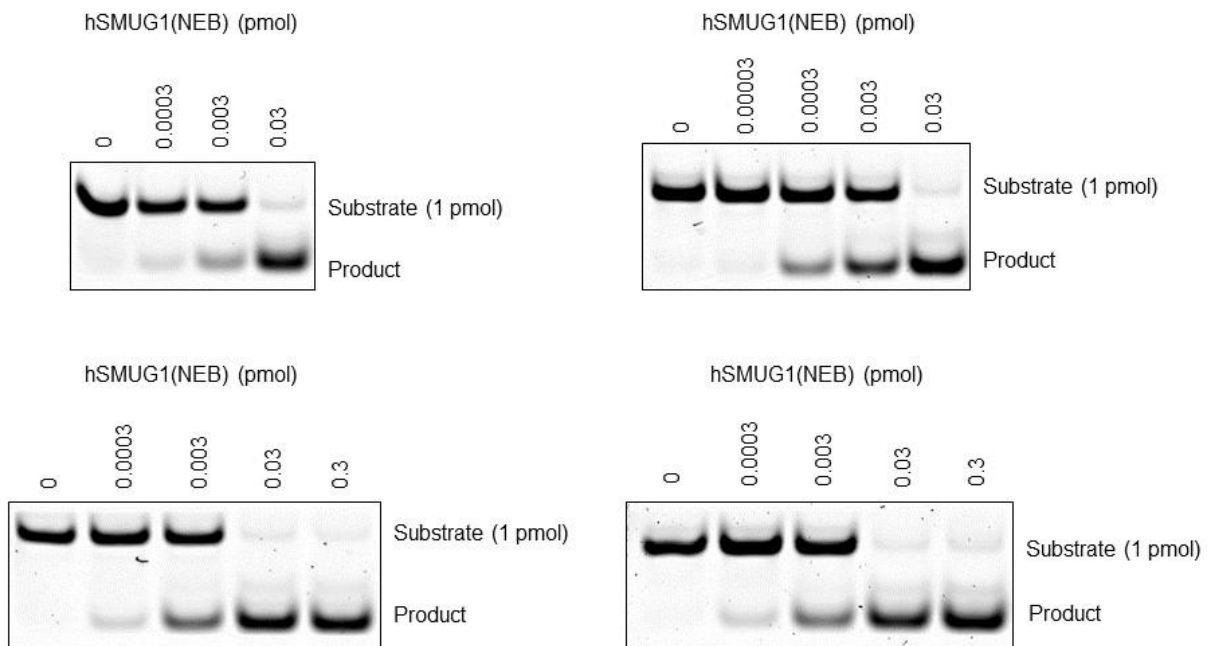 hSMUG1(NEB) (pmol)
0 0.0003 0.003 0.03
Substrate (1 pmol)
Product
hSMUG1(NEB) (pmol)
0 0.00003 0.0003 0.003 0.03
Substrate (1 pmol)
Product
hSMUG1(NEB) (pmol)
0 0.0003 0.003 0.03 0.3
Substrate (1 pmol)
Product
hSMUG1(NEB) (pmol)
0 0.0003 0.003 0.03 0.3
Substrate (1 pmol)
Product